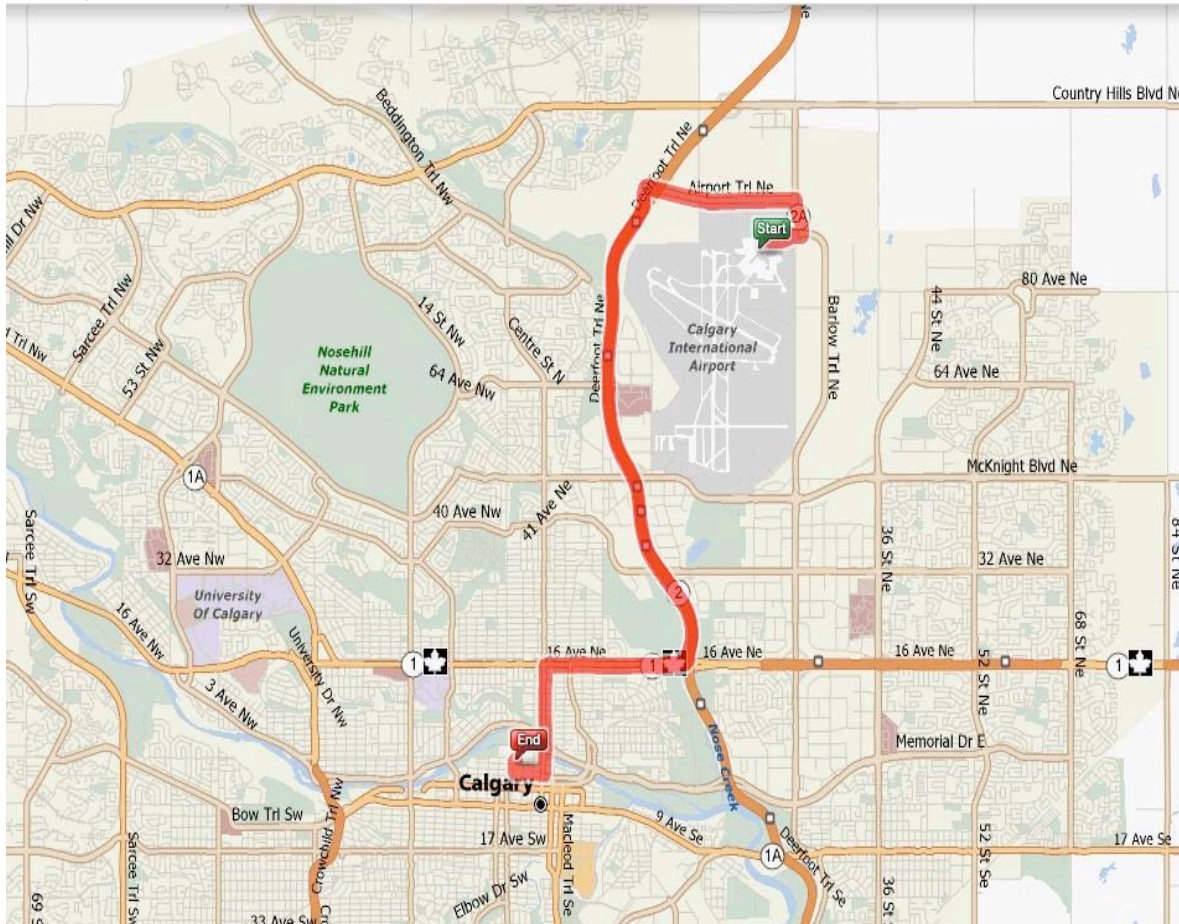 Country Hills Blvd Ne
Beddington Trl Nw
Deerfoot Trl Ne
Airport Trl Ne
2A
Start
Sarcee Trl Nw
53 St Nw
14 St Nw
Centre St N
64 Ave Nw
Nosehill
Natural
Environment
Park
Deerfoot Trl Ne
Calgary
International
Airport
Barlow Trl Ne
80 Ave Ne
44 St Ne
64 Ave Ne
McKnight Blvd Ne
1A
40 Ave Nw
41 Ave Ne
32 Ave Nw
University
Of Calgary
Sarcee Trl Sw
16 Ave Nw
3 Ave Nw
University Dr Nw
2
36 St Ne
32 Ave Ne
84 St Ne
68 St Ne
1
16 Ave Ne
1
16 Ave Ne
16 Ave Ne
52 St Ne
1
Memorial Dr E
Nose Creek
End
Calgary
Bow Trl Sw
Crowchild Trl Nw
17 Ave Sw
Macleod Trl Se
9 Ave Se
1A
Deerfoot Trl Se
17 Ave Se
52 St Se
36 St
Sarcee Trl Sw
Elbow Dr Sw
33 Ave Sw
69 S